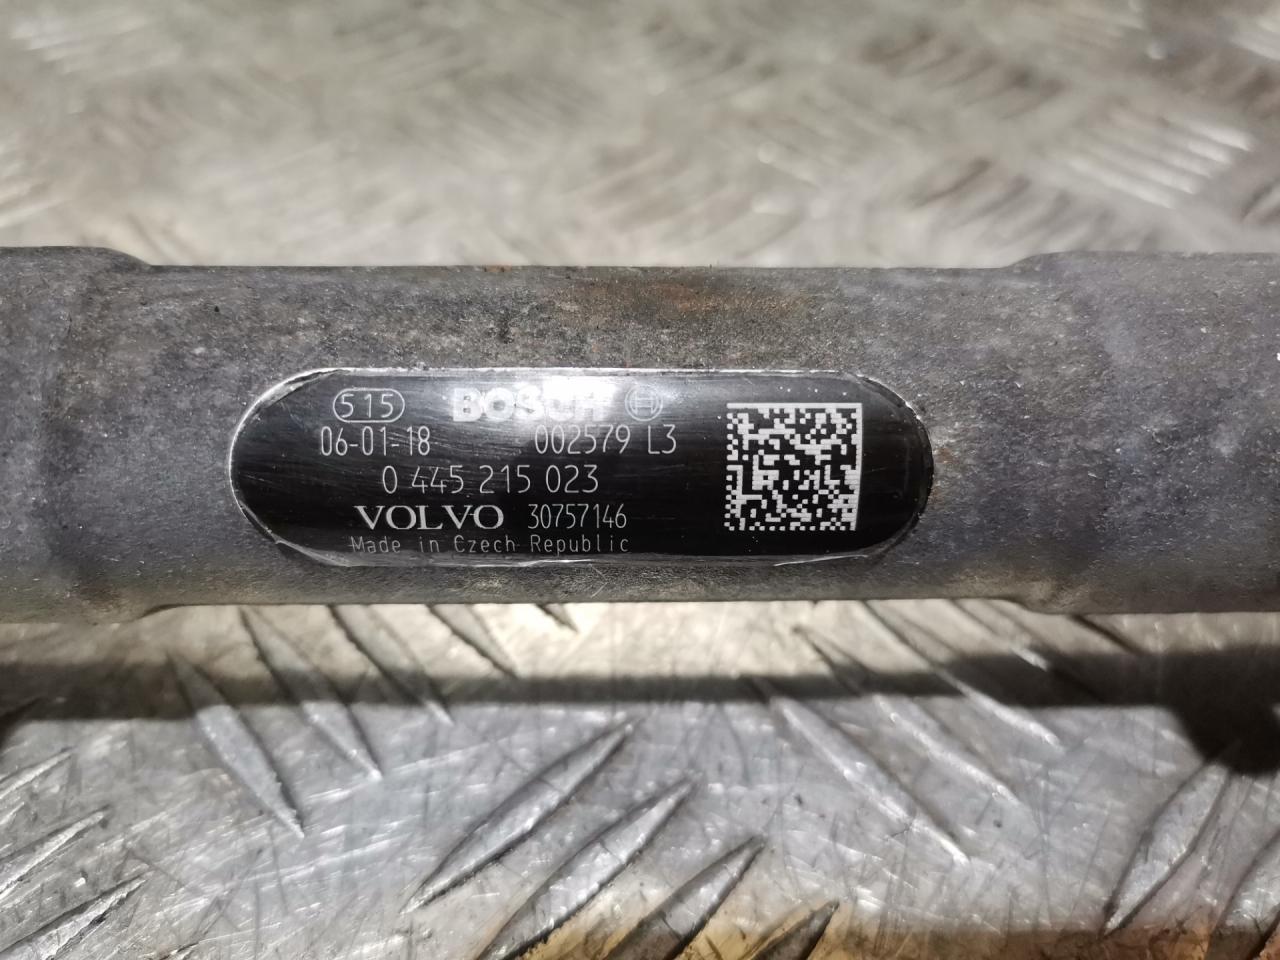 515 BOSCH
06-01-18 002579 L3
0 445 215 023
VOLVO 30757146
Made in Czech Republic